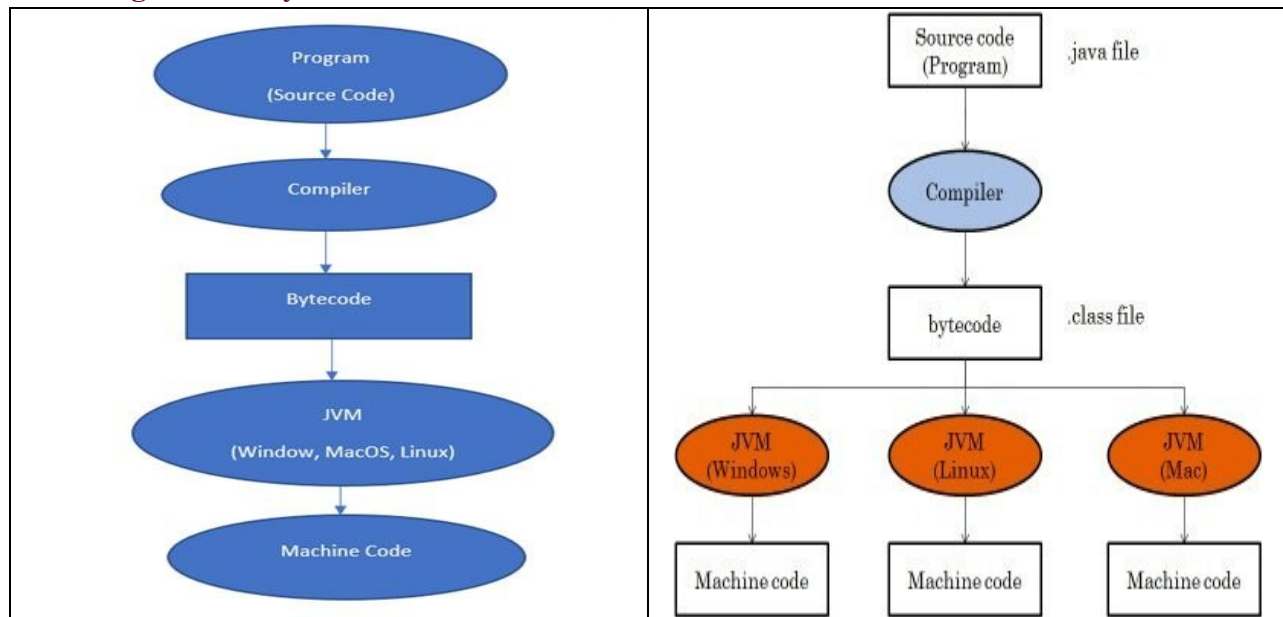 Program
(Source Code)
Compiler
Bytecode
JVM
(Window, MacOS, Linux)
Machine Code
Source code
(Program)
.java file
Compiler
bytecode
.class file
JVM
(Windows)
JVM
(Linux)
JVM
(Mac)
Machine code
Machine code
Machine code